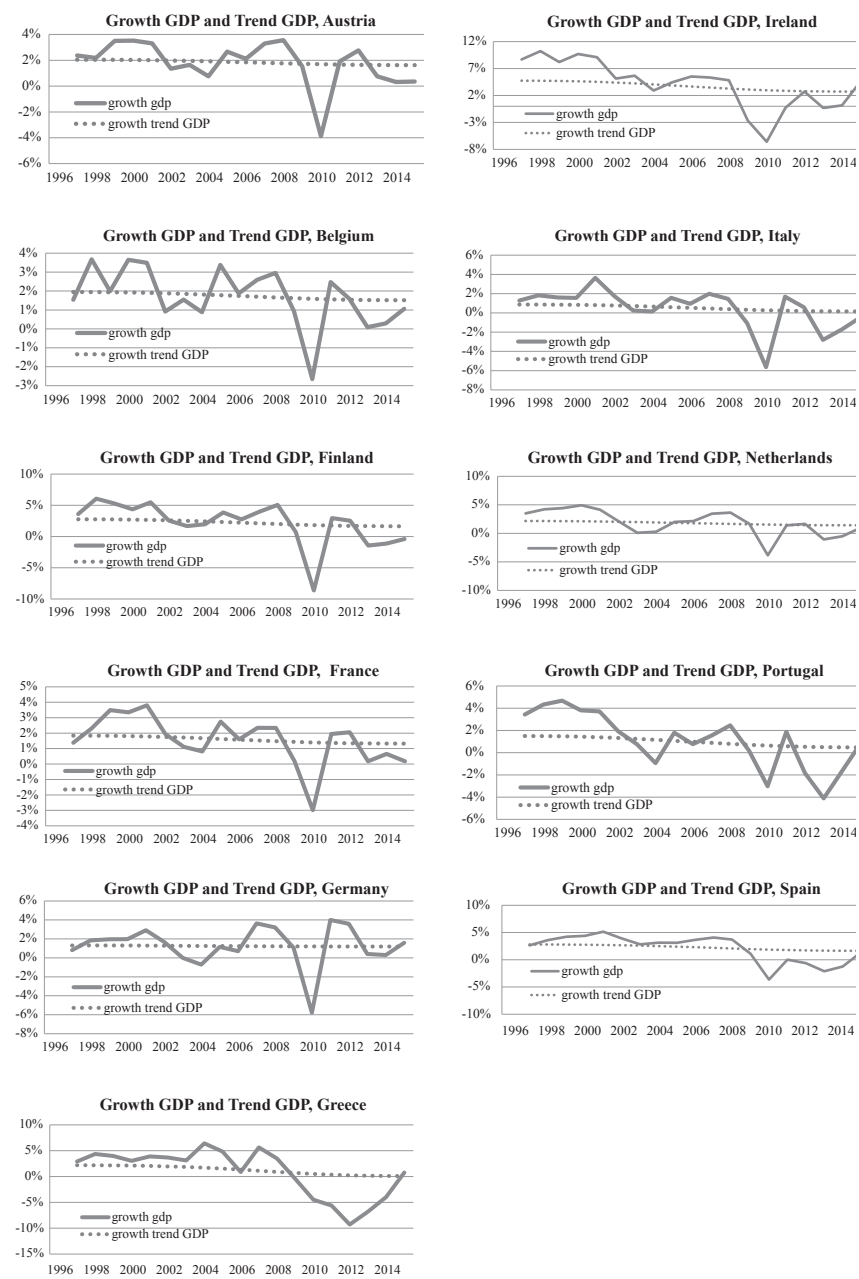 Growth GDP and Trend GDP, Austria
4%
2%
0%
-2%
-4%
-6%
growth gdp
growth trend GDP
1996 1998 2000 2002 2004 2006 2008 2010 2012 2014
Growth GDP and Trend GDP, Ireland
12%
7%
2%
-3%
-8%
growth gdp
growth trend GDP
1996 1998 2000 2002 2004 2006 2008 2010 2012 2014
Growth GDP and Trend GDP, Belgium
4%
3%
2%
1%
0%
-1%
-2%
-3%
growth gdp
growth trend GDP
1996 1998 2000 2002 2004 2006 2008 2010 2012 2014
Growth GDP and Trend GDP, Italy
6%
4%
2%
0%
-2%
-4%
-6%
-8%
growth gdp
growth trend GDP
1996 1998 2000 2002 2004 2006 2008 2010 2012 2014
Growth GDP and Trend GDP, Finland
10%
5%
0%
-5%
-10%
growth gdp
growth trend GDP
1996 1998 2000 2002 2004 2006 2008 2010 2012 2014
Growth GDP and Trend GDP, Netherlands
10%
5%
0%
-5%
-10%
growth gdp
growth trend GDP
1996 1998 2000 2002 2004 2006 2008 2010 2012 2014
Growth GDP and Trend GDP, France
5%
4%
3%
2%
1%
0%
-1%
-2%
-3%
-4%
growth gdp
growth trend GDP
1996 1998 2000 2002 2004 2006 2008 2010 2012 2014
Growth GDP and Trend GDP, Portugal
6%
4%
2%
0%
-2%
-4%
-6%
growth gdp
growth trend GDP
1996 1998 2000 2002 2004 2006 2008 2010 2012 2014
Growth GDP and Trend GDP, Germany
6%
4%
2%
0%
-2%
-4%
-6%
-8%
growth gdp
growth trend GDP
1996 1998 2000 2002 2004 2006 2008 2010 2012 2014
Growth GDP and Trend GDP, Spain
10%
5%
0%
-5%
-10%
growth gdp
growth trend GDP
1996 1998 2000 2002 2004 2006 2008 2010 2012 2014
Growth GDP and Trend GDP, Greece
10%
5%
0%
-5%
-10%
-15%
growth gdp
growth trend GDP
1996 1998 2000 2002 2004 2006 2008 2010 2012 2014